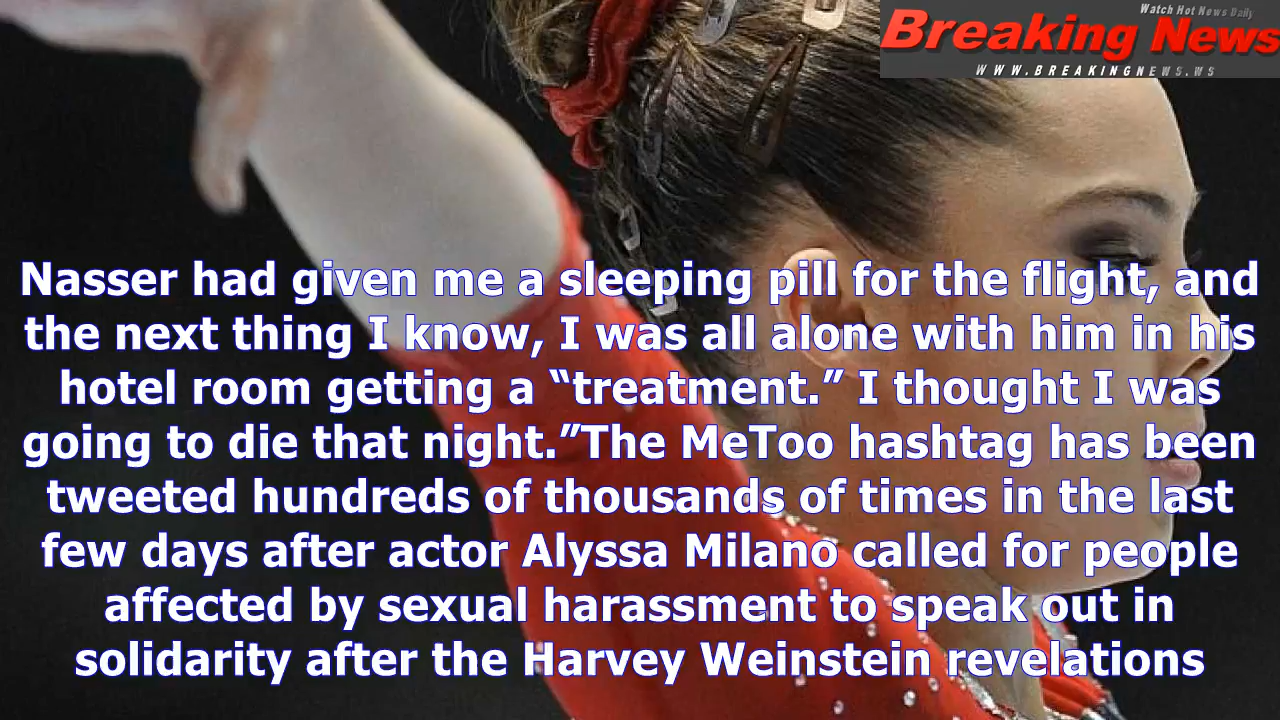 Watch Hot News Daily
Breaking News
WWW.BREAKINGNEWS.WS
Nasser had given me a sleeping pill for the flight, and
the next thing I know, I was all alone with him in his
hotel room getting a “treatment.” I thought I was
going to die that night.”The MeToo hashtag has been
tweeted hundreds of thousands of times in the last
few days after actor Alyssa Milano called for people
affected by sexual harassment to speak out in
solidarity after the Harvey Weinstein revelations